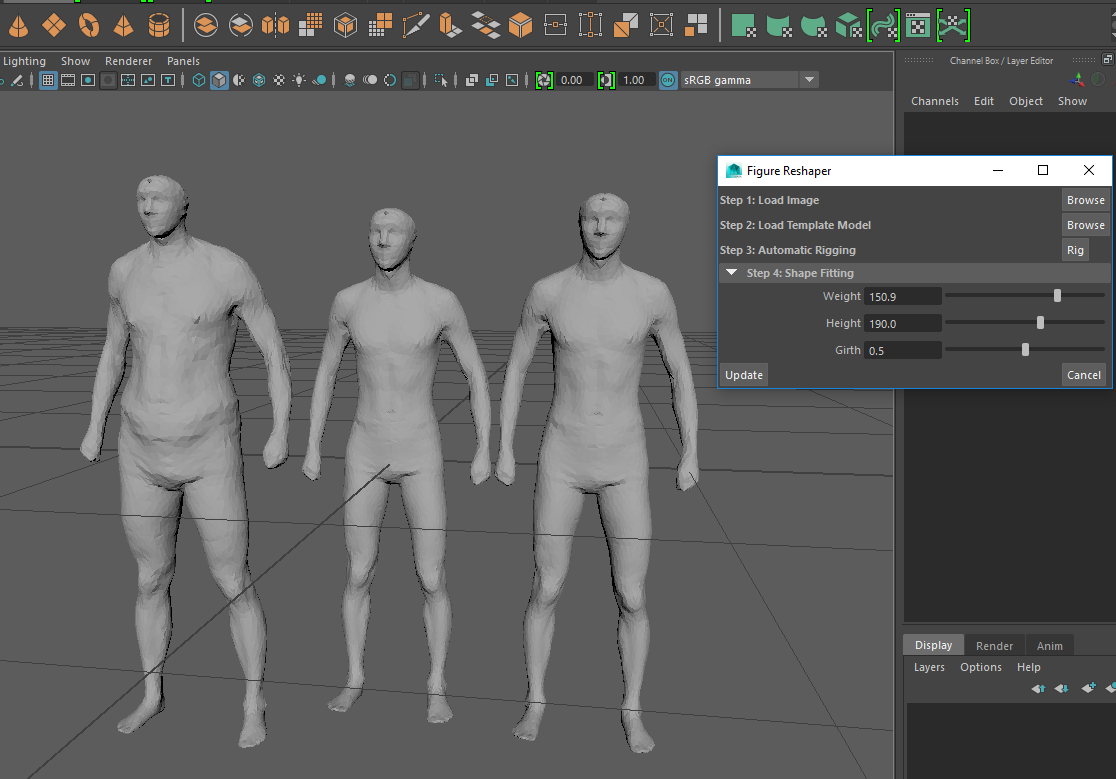 Channel Box / Layer Editor
Lighting Show Renderer Panels
0.00 1.00 ON sRGB gamma
Channels Edit Object Show
Figure Reshaper
Step 1: Load Image Browse
Step 2: Load Template Model Browse
Step 3: Automatic Rigging Rig
Step 4: Shape Fitting
Weight 150.9
Height 190.0
Girth 0.5
Update Cancel
Display Render Anim
Layers Options Help